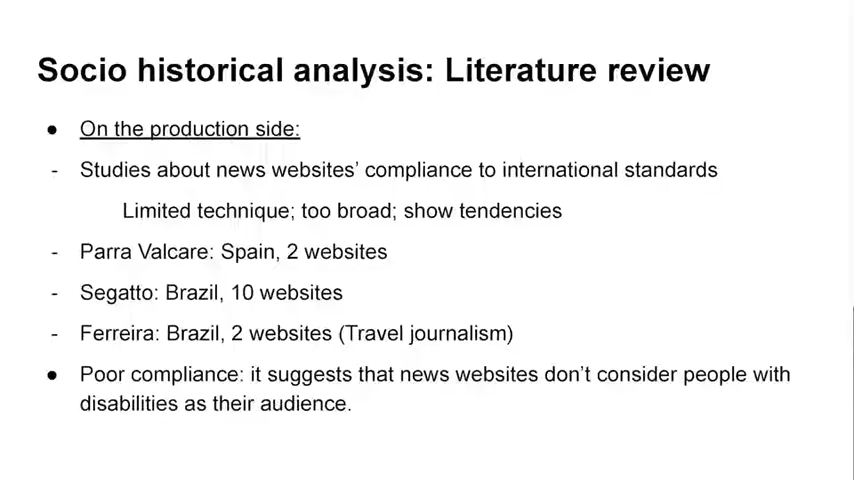 Socio historical analysis: Literature review
● On the production side:
- Studies about news websites’ compliance to international standards
Limited technique; too broad; show tendencies
- Parra Valcare: Spain, 2 websites
- Segatto: Brazil, 10 websites
- Ferreira: Brazil, 2 websites (Travel journalism)
● Poor compliance: it suggests that news websites don’t consider people with
disabilities as their audience.